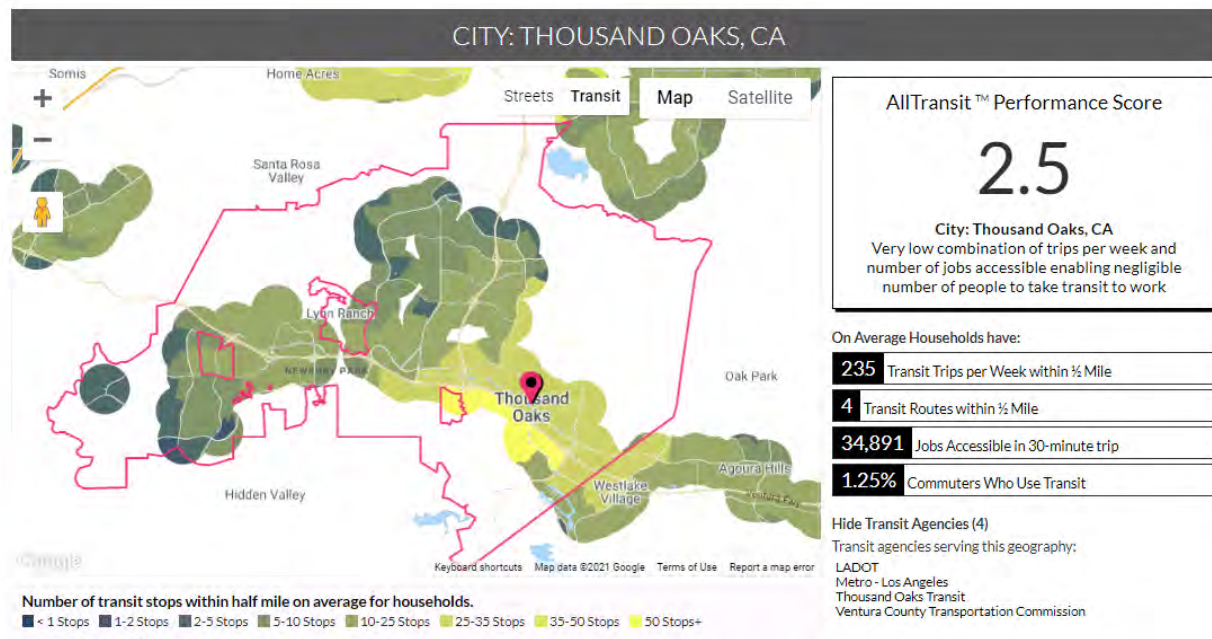 CITY: THOUSAND OAKS, CA
Somis
Home Acres
+
−
Streets Transit
Map Satellite
Santa Rosa
Valley
Lynn Ranch
NEWBURY PARK
Thousand
Oaks
Oak Park
Agoura Hills
Westlake
Village
Ventura Fwy
Hidden Valley
Google
Keyboard shortcuts Map data ©2021 Google Terms of Use Report a map error
Number of transit stops within half mile on average for households.
< 1 Stops 1-2 Stops 2-5 Stops 5-10 Stops 10-25 Stops 25-35 Stops 35-50 Stops 50 Stops+
AllTransit ™ Performance Score
2.5
City: Thousand Oaks, CA
Very low combination of trips per week and
number of jobs accessible enabling negligible
number of people to take transit to work
On Average Households have:
235 Transit Trips per Week within ½ Mile
4 Transit Routes within ½ Mile
34,891 Jobs Accessible in 30-minute trip
1.25% Commuters Who Use Transit
Hide Transit Agencies (4)
Transit agencies serving this geography:
LADOT
Metro - Los Angeles
Thousand Oaks Transit
Ventura County Transportation Commission